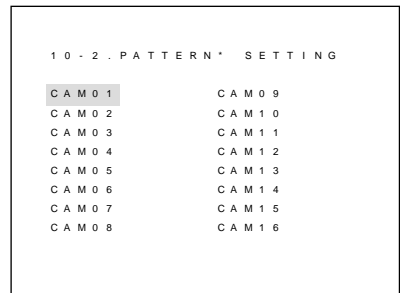 10-2.PATTERN* SETTING
CAM01 CAM09
CAM02 CAM10
CAM03 CAM11
CAM04 CAM12
CAM05 CAM13
CAM06 CAM14
CAM07 CAM15
CAM08 CAM16